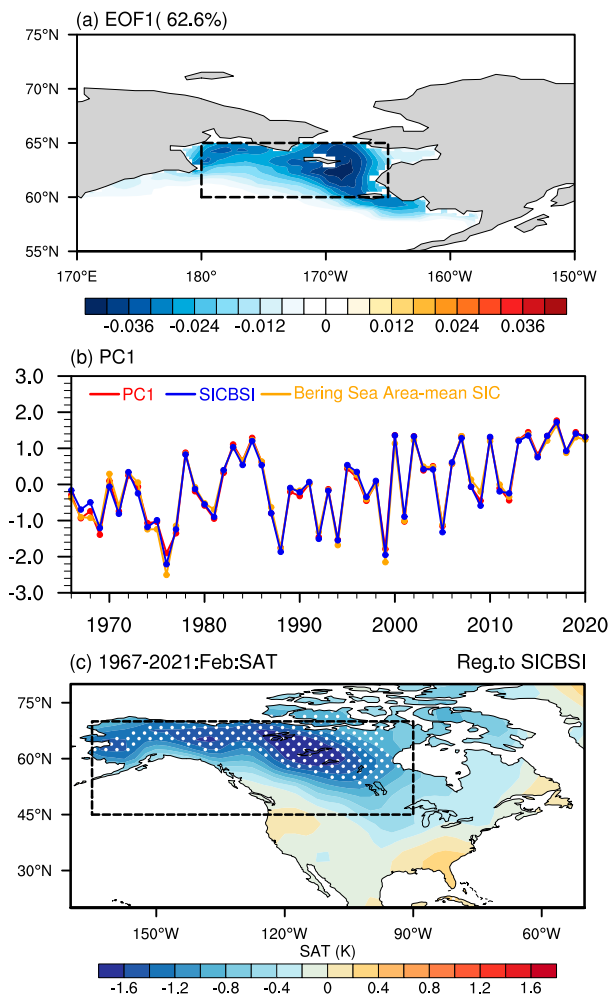 (a) EOF1( 62.6%)
75°N
70°N
65°N
60°N
55°N
170°E 180° 170°W 160°W 150°W
-0.036 -0.024 -0.012 0 0.012 0.024 0.036
(b) PC1
3.0
PC1 SICBSI Bering Sea Area-mean SIC
2.0
1.0
0.0
-1.0
-2.0
-3.0
1970 1980 1990 2000 2010 2020
(c) 1967-2021:Feb:SAT Reg.to SICBSI
75°N
60°N
45°N
30°N
150°W 120°W 90°W 60°W
SAT (K)
-1.6 -1.2 -0.8 -0.4 0 0.4 0.8 1.2 1.6